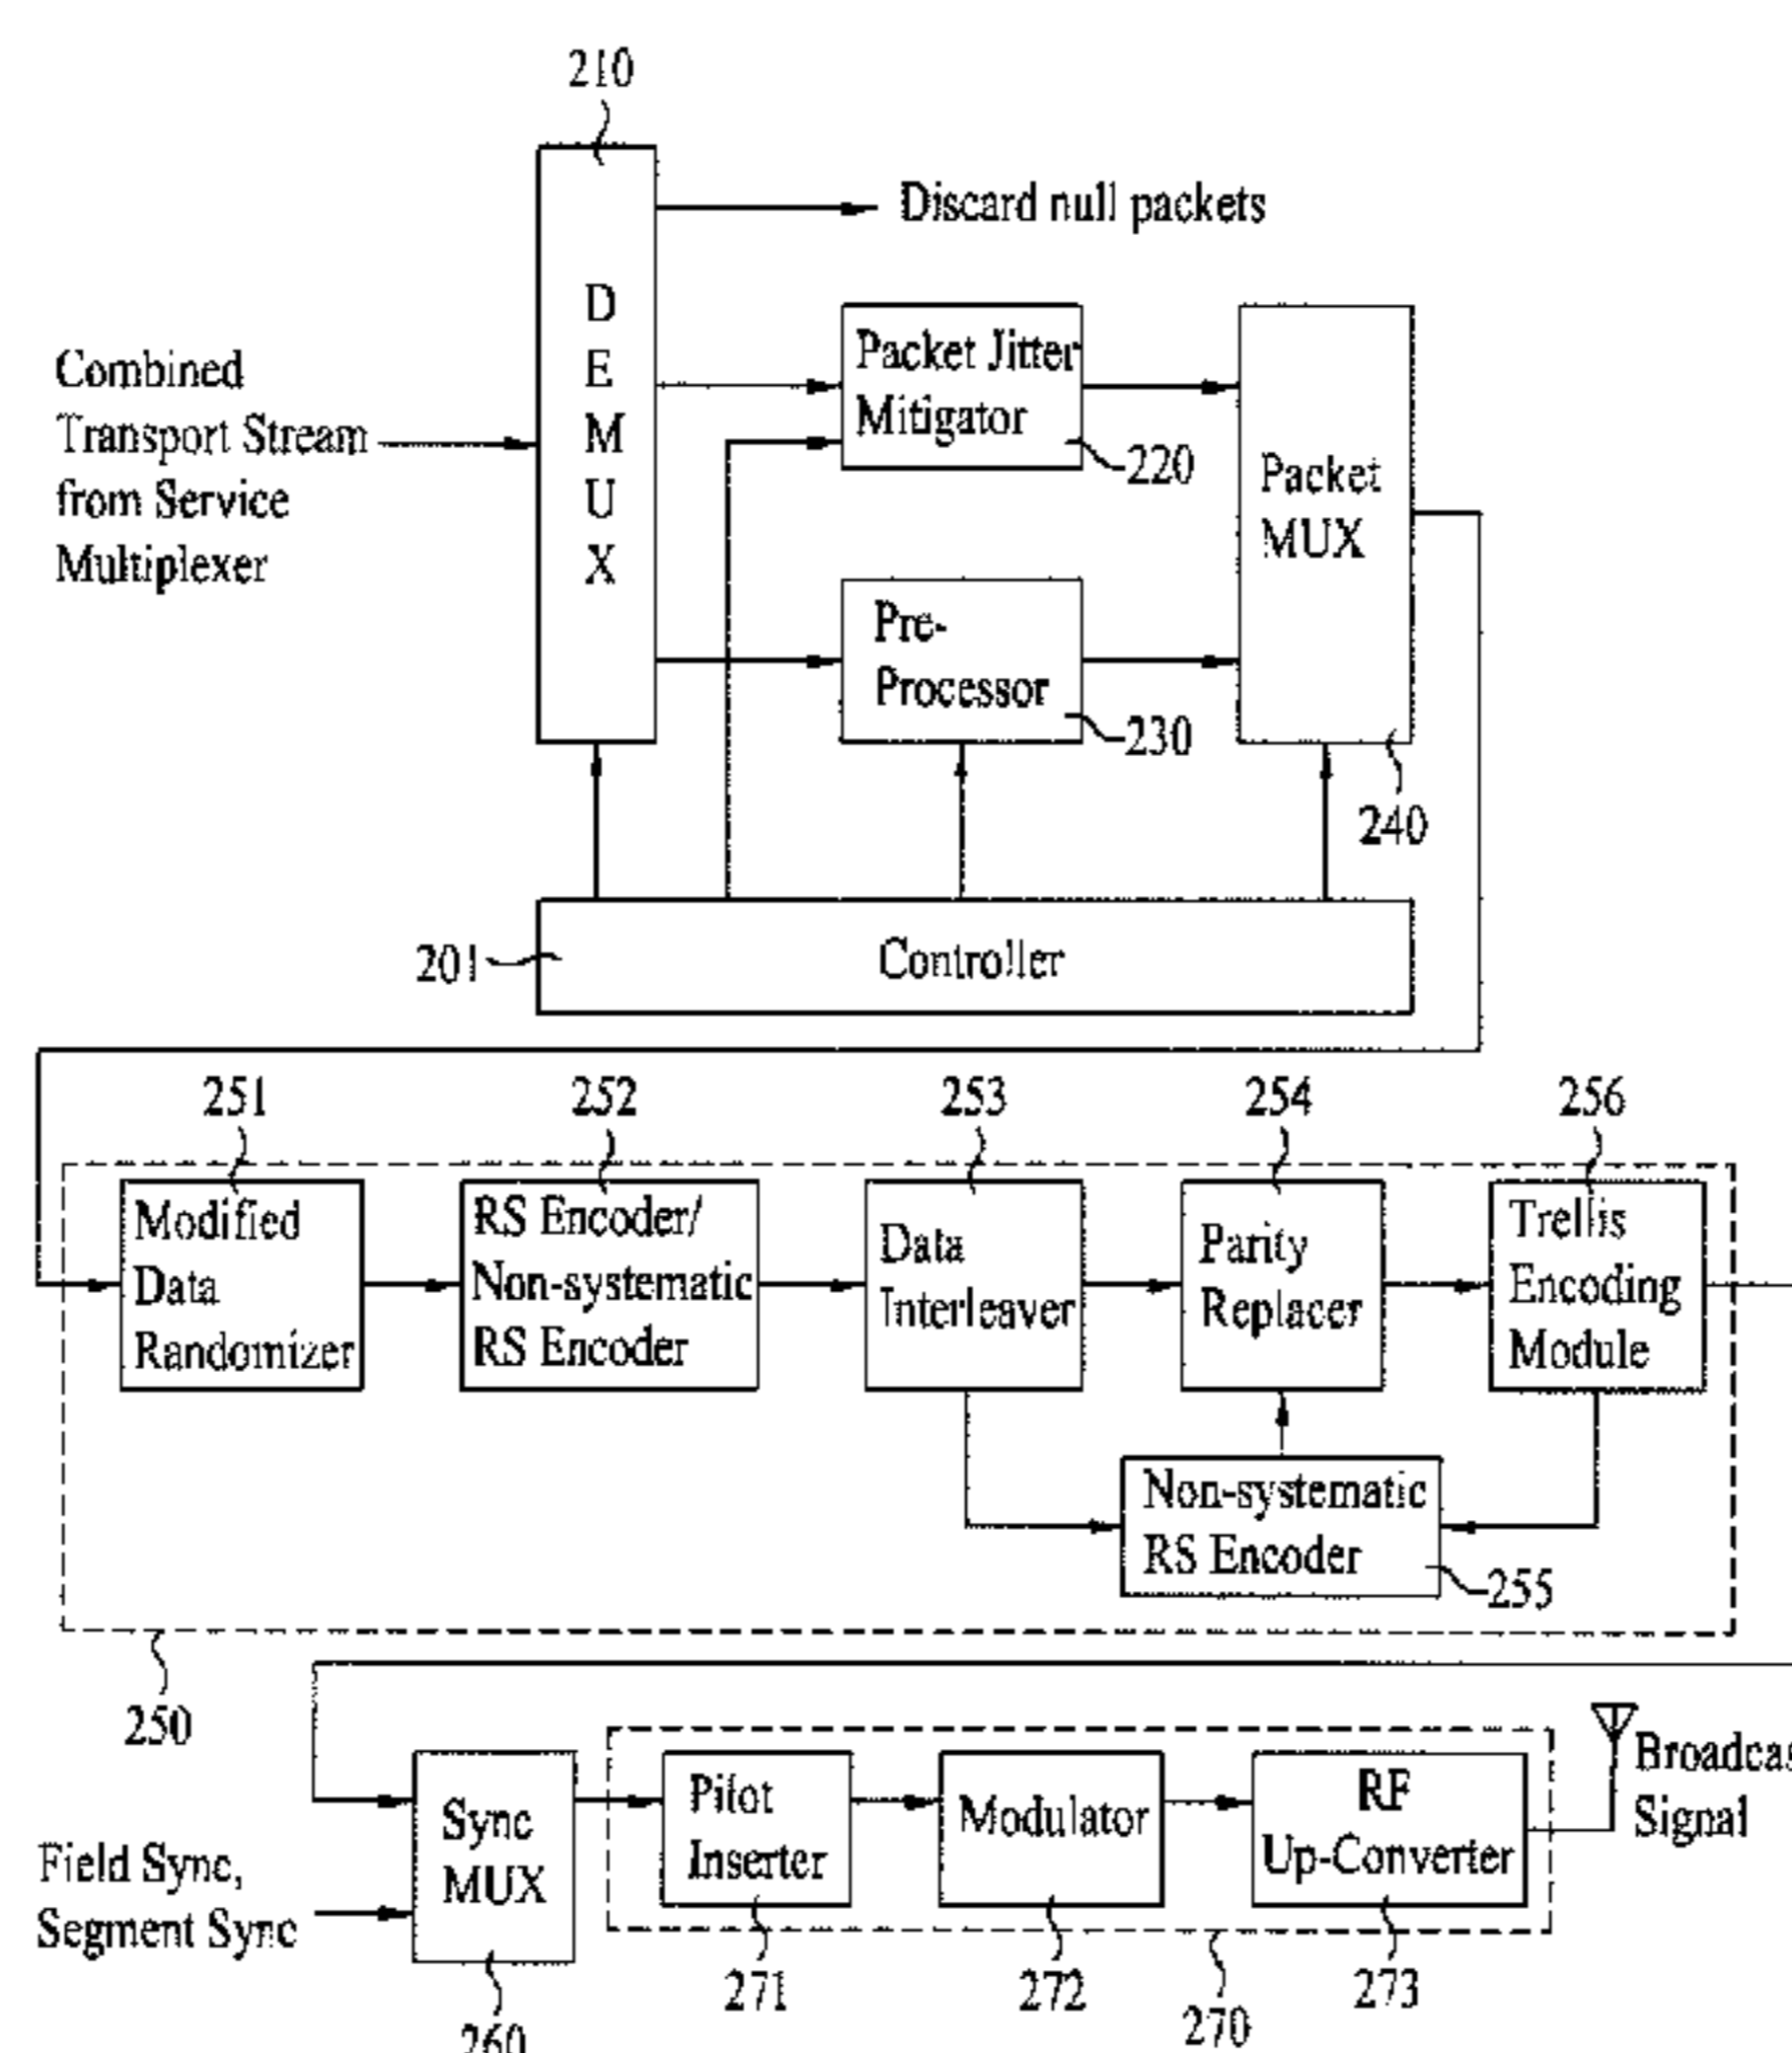 210
Discard null packets
D
E
M
U
X
Combined
Transport Stream
from Service
Multiplexer
Packet Jitter
Mitigator
220
Packet
MUX
Pre-
Processor
230
240
201
Controller
251
252
253
254
256
Modified
Data
Randomizer
RS Encoder/
Non-systematic
RS Encoder
Data
Interleaver
Parity
Replacer
Trellis
Encoding
Module
Non-systematic
RS Encoder
255
250
Sync
MUX
Pilot
Inserter
Modulator
RF
Up-Converter
Broadcas
Signal
Field Sync,
Segment Sync
271
272
273
260
270